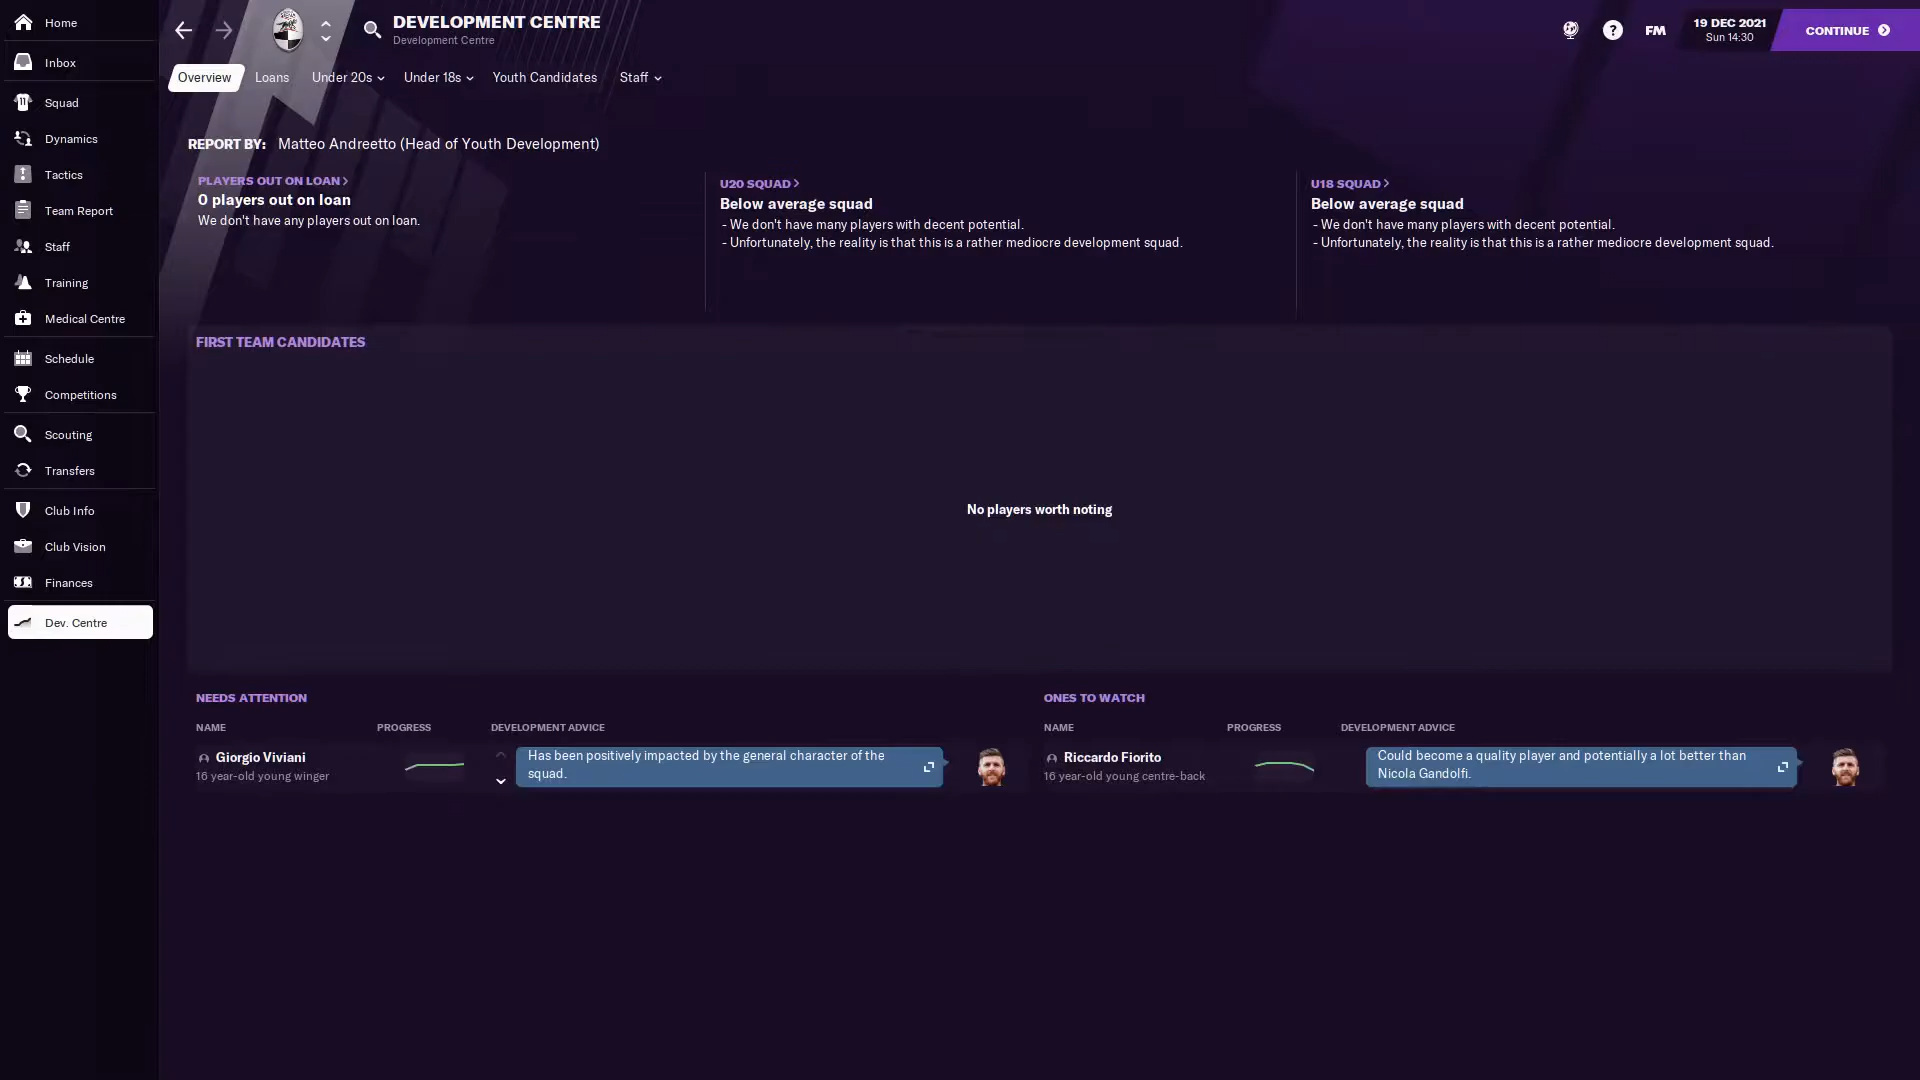 Home
Inbox
Squad
Dynamics
Tactics
Team Report
Staff
Training
Medical Centre
Schedule
Competitions
Scouting
Transfers
Club Info
Club Vision
Finances
Dev. Centre
DEVELOPMENT CENTRE
Development Centre
?
FM
19 DEC 2021
Sun 14:30
CONTINUE
Overview
Loans
Under 20s
Under 18s
Youth Candidates
Staff
REPORT BY: Matteo Andreetto (Head of Youth Development)
PLAYERS OUT ON LOAN >
0 players out on loan
We don't have any players out on loan.
U20 SQUAD >
Below average squad
- We don't have many players with decent potential.
- Unfortunately, the reality is that this is a rather mediocre development squad.
U18 SQUAD >
Below average squad
- We don't have many players with decent potential.
- Unfortunately, the reality is that this is a rather mediocre development squad.
FIRST TEAM CANDIDATES
No players worth noting
NEEDS ATTENTION
NAME PROGRESS DEVELOPMENT ADVICE
Giorgio Viviani
16 year-old young winger
Has been positively impacted by the general character of the
squad.
ONES TO WATCH
NAME PROGRESS DEVELOPMENT ADVICE
Riccardo Fiorito
16 year-old young centre-back
Could become a quality player and potentially a lot better than
Nicola Gandolfi.